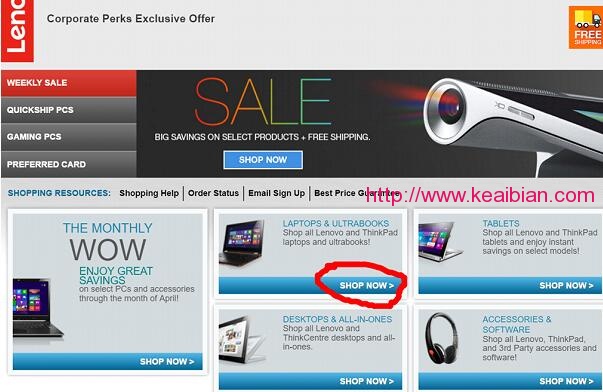 Leno
Corporate Perks Exclusive Offer
FREE
SHIPPING
WEEKLY SALE
QUICKSHIP PCS
GAMING PCS
PREFERRED CARD
SALE
BIG SAVINGS ON SELECT PRODUCTS + FREE SHIPPING.
SHOP NOW >
SHOPPING RESOURCES: Shopping Help Order Status Email Sign Up Best Price Guarantee
http://www.keaibian.com
THE MONTHLY
WOW
ENJOY GREAT
SAVINGS
on select PCs and accessories
through the month of April!
SHOP NOW >
LAPTOPS & ULTRABOOKS
Shop all Lenovo and ThinkPad
laptops and ultrabooks!
SHOP NOW >
TABLETS
Shop all Lenovo and ThinkPad
tablets and enjoy instant
savings on select models!
SHOP NOW >
DESKTOPS & ALL-IN-ONES
Shop all Lenovo and
ThinkCentre desktops and all-
in-ones.
SHOP NOW >
ACCESSORIES &
SOFTWARE
Shop all Lenovo, ThinkPad,
and 3rd Party accessories and
software!
SHOP NOW >